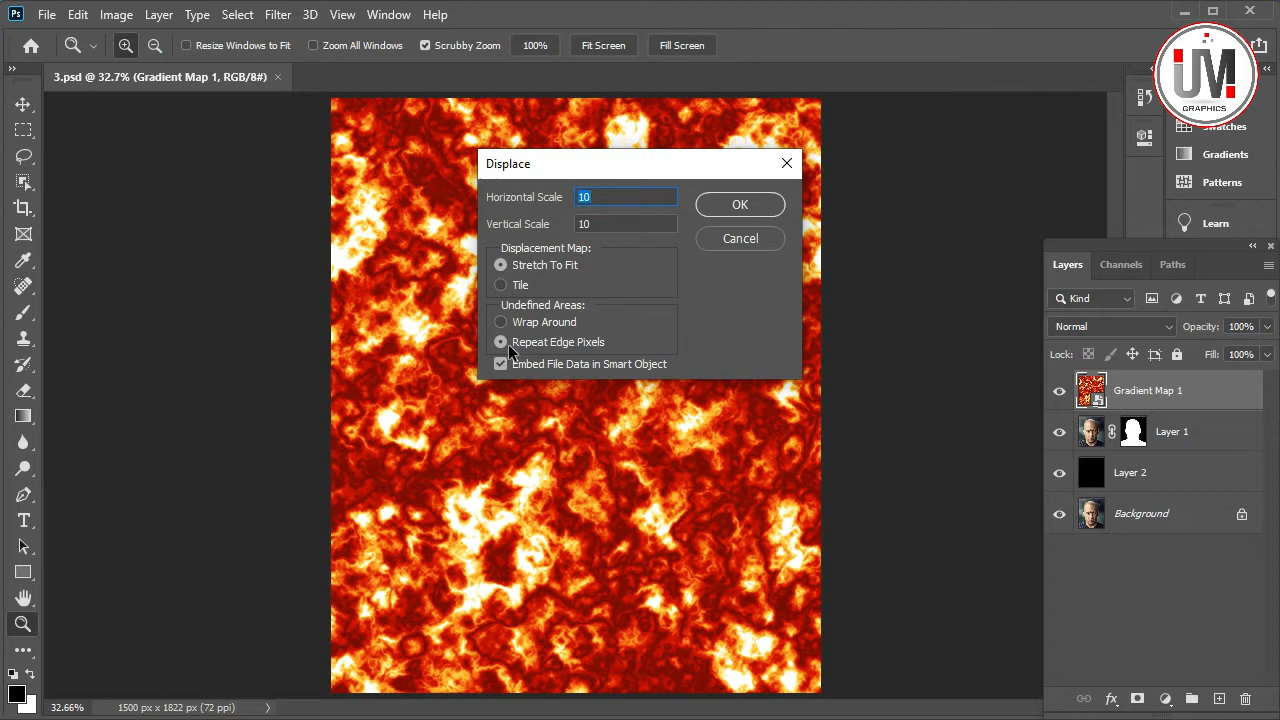 Ps File Edit Image Layer Type Select Filter 3D View Window Help
Resize Windows to Fit Zoom All Windows Scrubby Zoom 100% Fit Screen Fill Screen
UM
GRAPHICS
3.psd @ 32.7% (Gradient Map 1, RGB/8#)
Swatches
Gradients
Patterns
Learn
Displace
Horizontal Scale 10
OK
Vertical Scale 10
Cancel
Displacement Map:
Stretch To Fit
Tile
Undefined Areas:
Wrap Around
Repeat Edge Pixels
Embed File Data in Smart Object
Layers Channels Paths
Kind
Normal Opacity: 100%
Lock: Fill: 100%
Gradient Map 1
Layer 1
Layer 2
Background
fx
32.66% 1500 px x 1822 px (72 ppi)